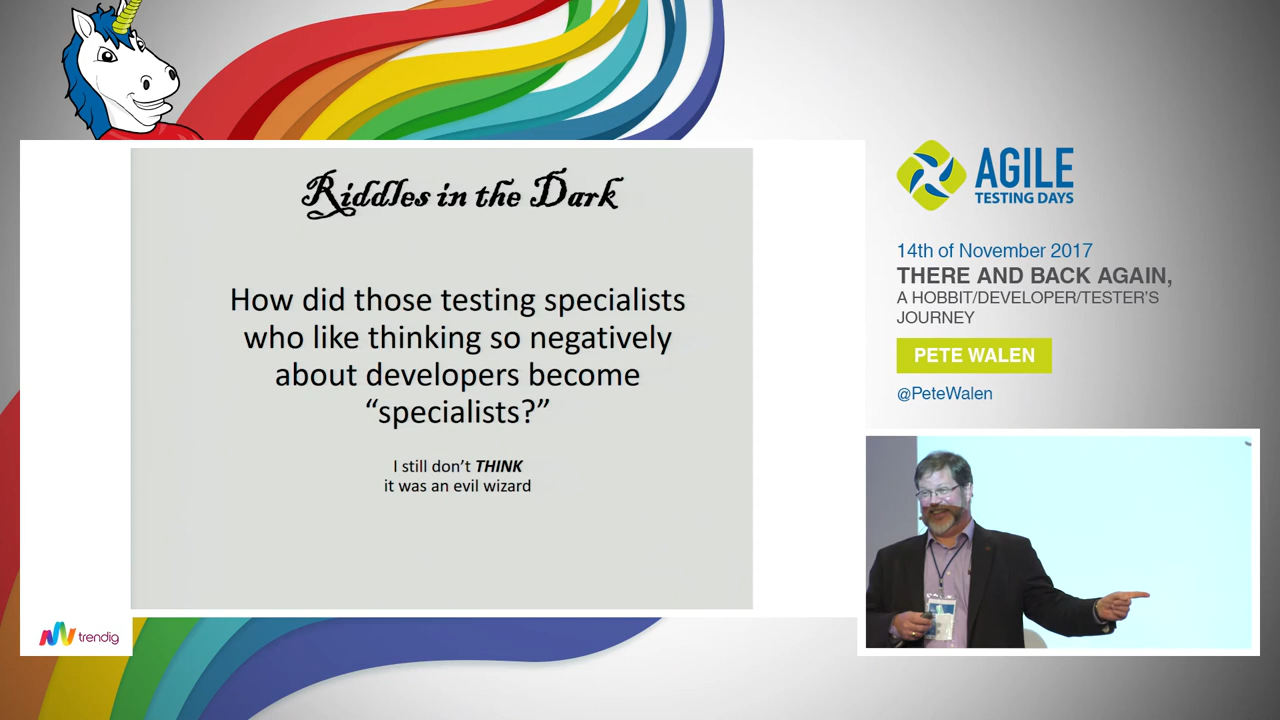 Riddles in the Dark
How did those testing specialists
who like thinking so negatively
about developers become
“specialists?”
I still don’t THINK
it was an evil wizard
trendig
AGILE
TESTING DAYS
14th of November 2017
THERE AND BACK AGAIN,
A HOBBIT/DEVELOPER/TESTER'S
JOURNEY
PETE WALEN
@PeteWalen